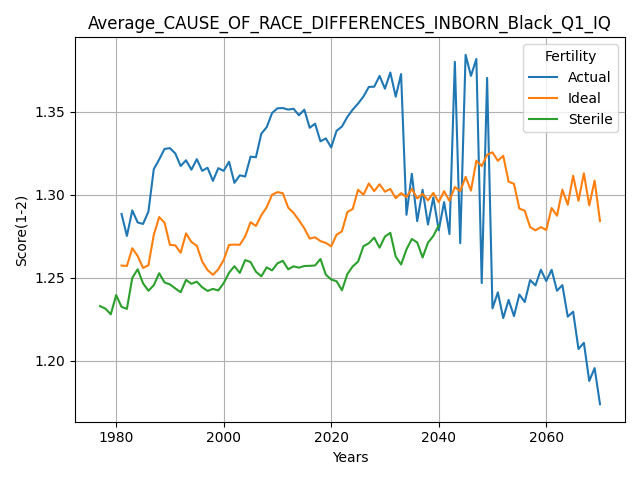 Average_CAUSE_OF_RACE_DIFFERENCES_INBORN_Black_Q1_IQ
Score(1-2)
1.35
1.30
1.25
1.20
Fertility
Actual
Ideal
Sterile
1980
2000
2020
2040
2060
Years